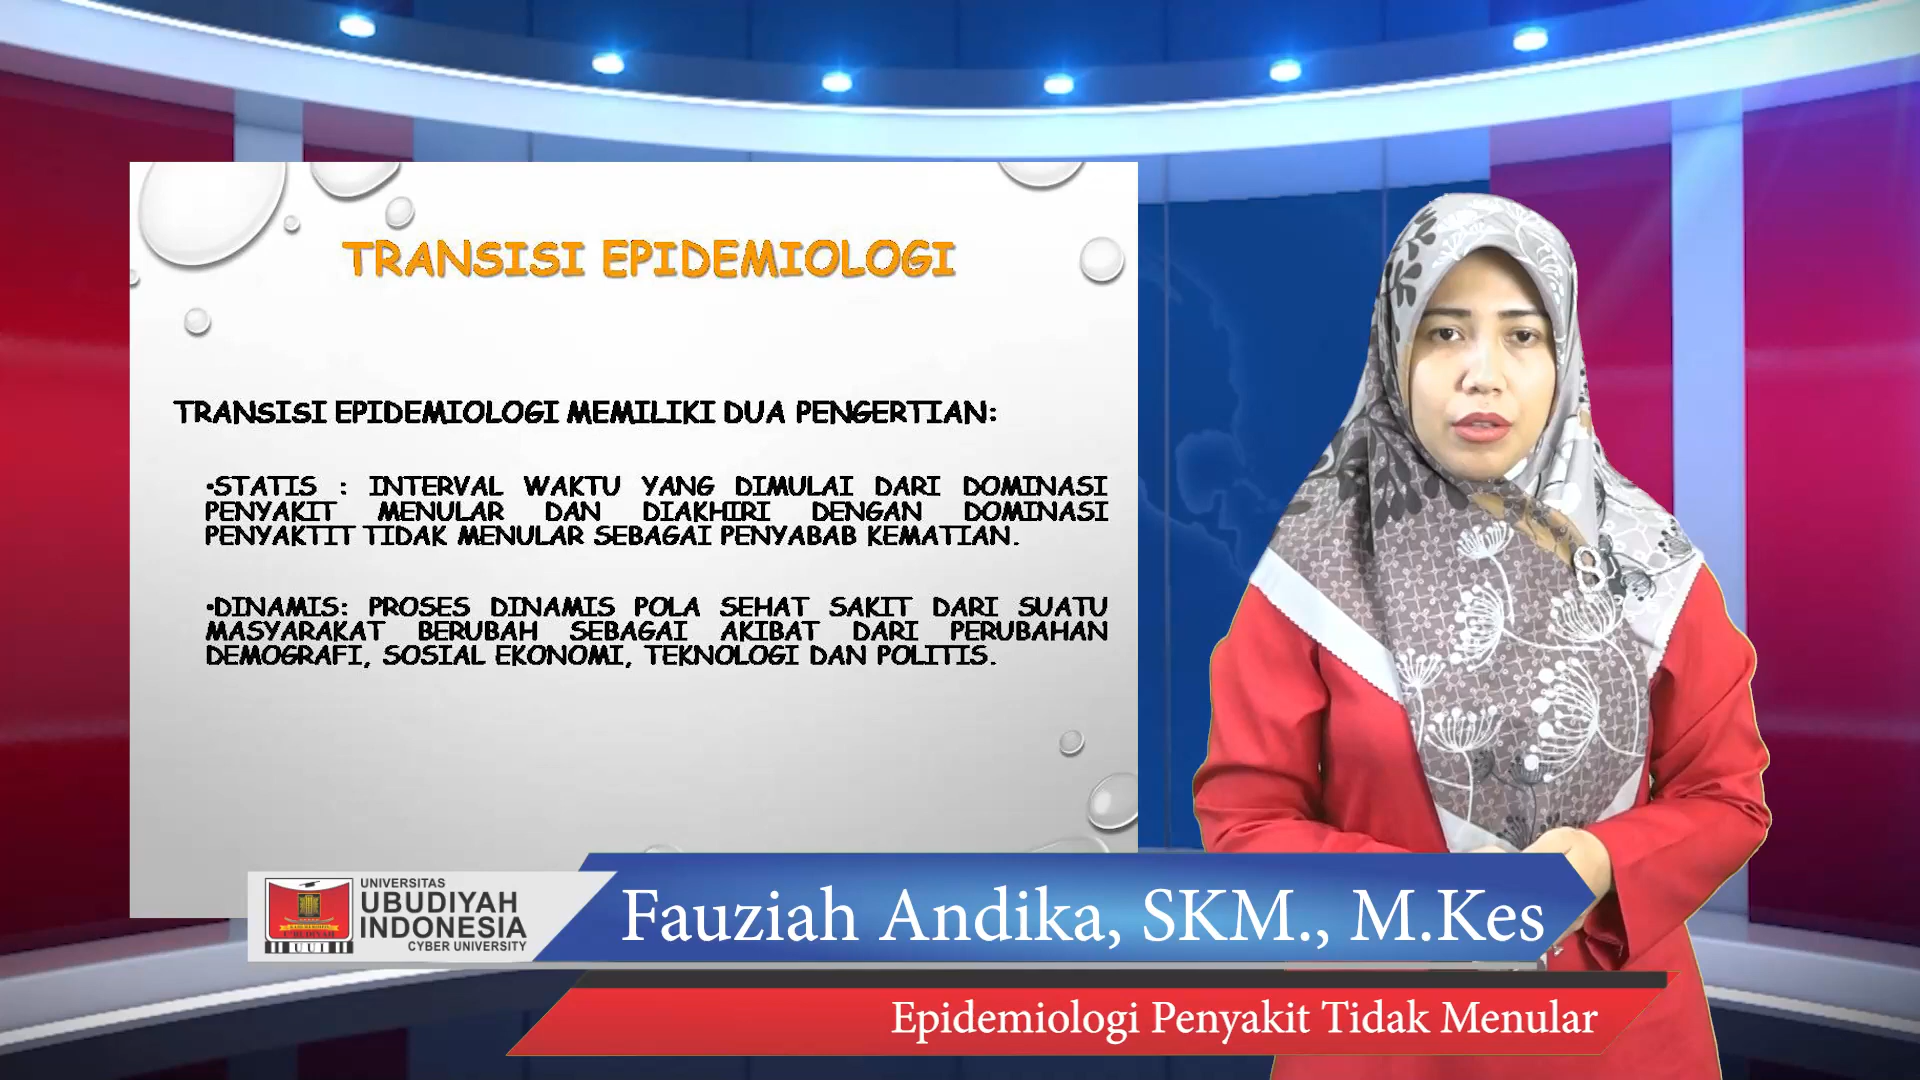 TRANSISI EPIDEMIOLOGI
TRANSISI EPIDEMIOLOGI MEMILIKI DUA PENGERTIAN:
•STATIS : INTERVAL WAKTU YANG DIMULAI DARI DOMINASI
PENYAKIT MENULAR DAN DIAKHIRI DENGAN DOMINASI
PENYAKTIT TIDAK MENULAR SEBAGAI PENYABAB KEMATIAN.
•DINAMIS: PROSES DINAMIS POLA SEHAT SAKIT DARI SUATU
MASYARAKAT BERUBAH SEBAGAI AKIBAT DARI PERUBAHAN
DEMOGRAFI, SOSIAL EKONOMI, TEKNOLOGI DAN POLITIS.
UNIVERSITAS
UBUDIYAH
INDONESIA
CYBER UNIVERSITY
Fauziah Andika, SKM., M.Kes
Epidemiologi Penyakit Tidak Menular